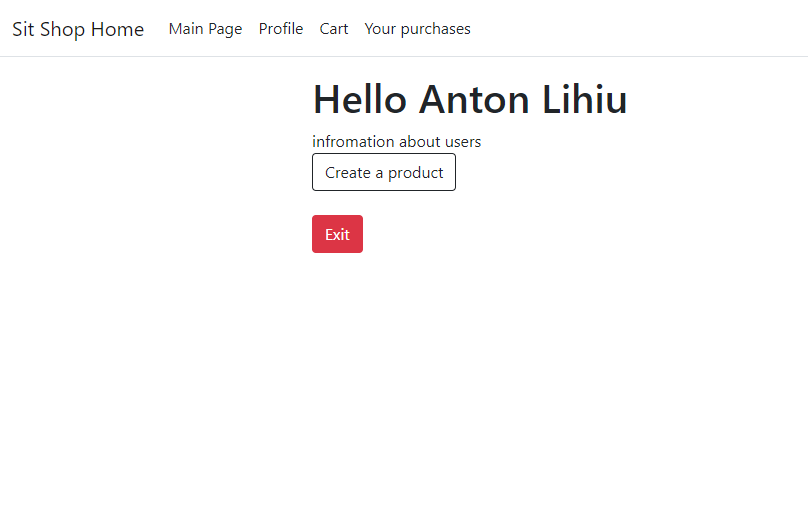 Sit Shop Home Main Page Profile Cart Your purchases
Hello Anton Lihiu
infromation about users
Create a product
Exit